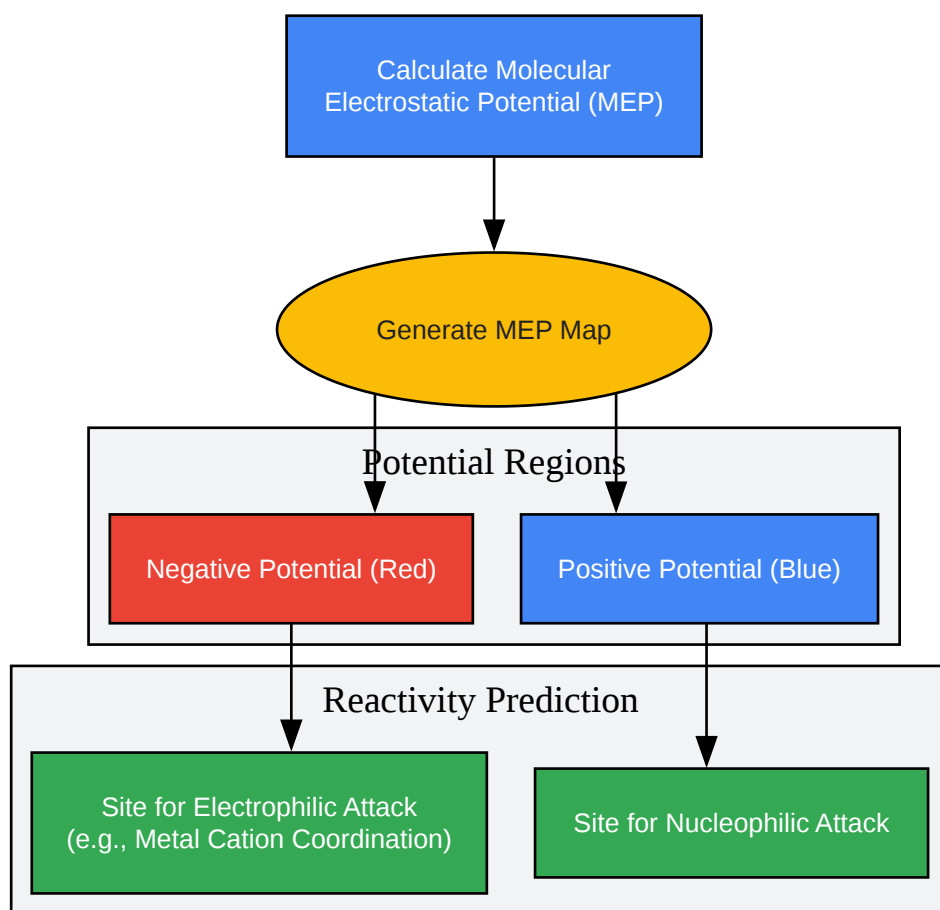 Calculate Molecular
Electrostatic Potential (MEP)
Generate MEP Map
Potential Regions
Negative Potential (Red)
Positive Potential (Blue)
Reactivity Prediction
Site for Electrophilic Attack
(e.g., Metal Cation Coordination)
Site for Nucleophilic Attack